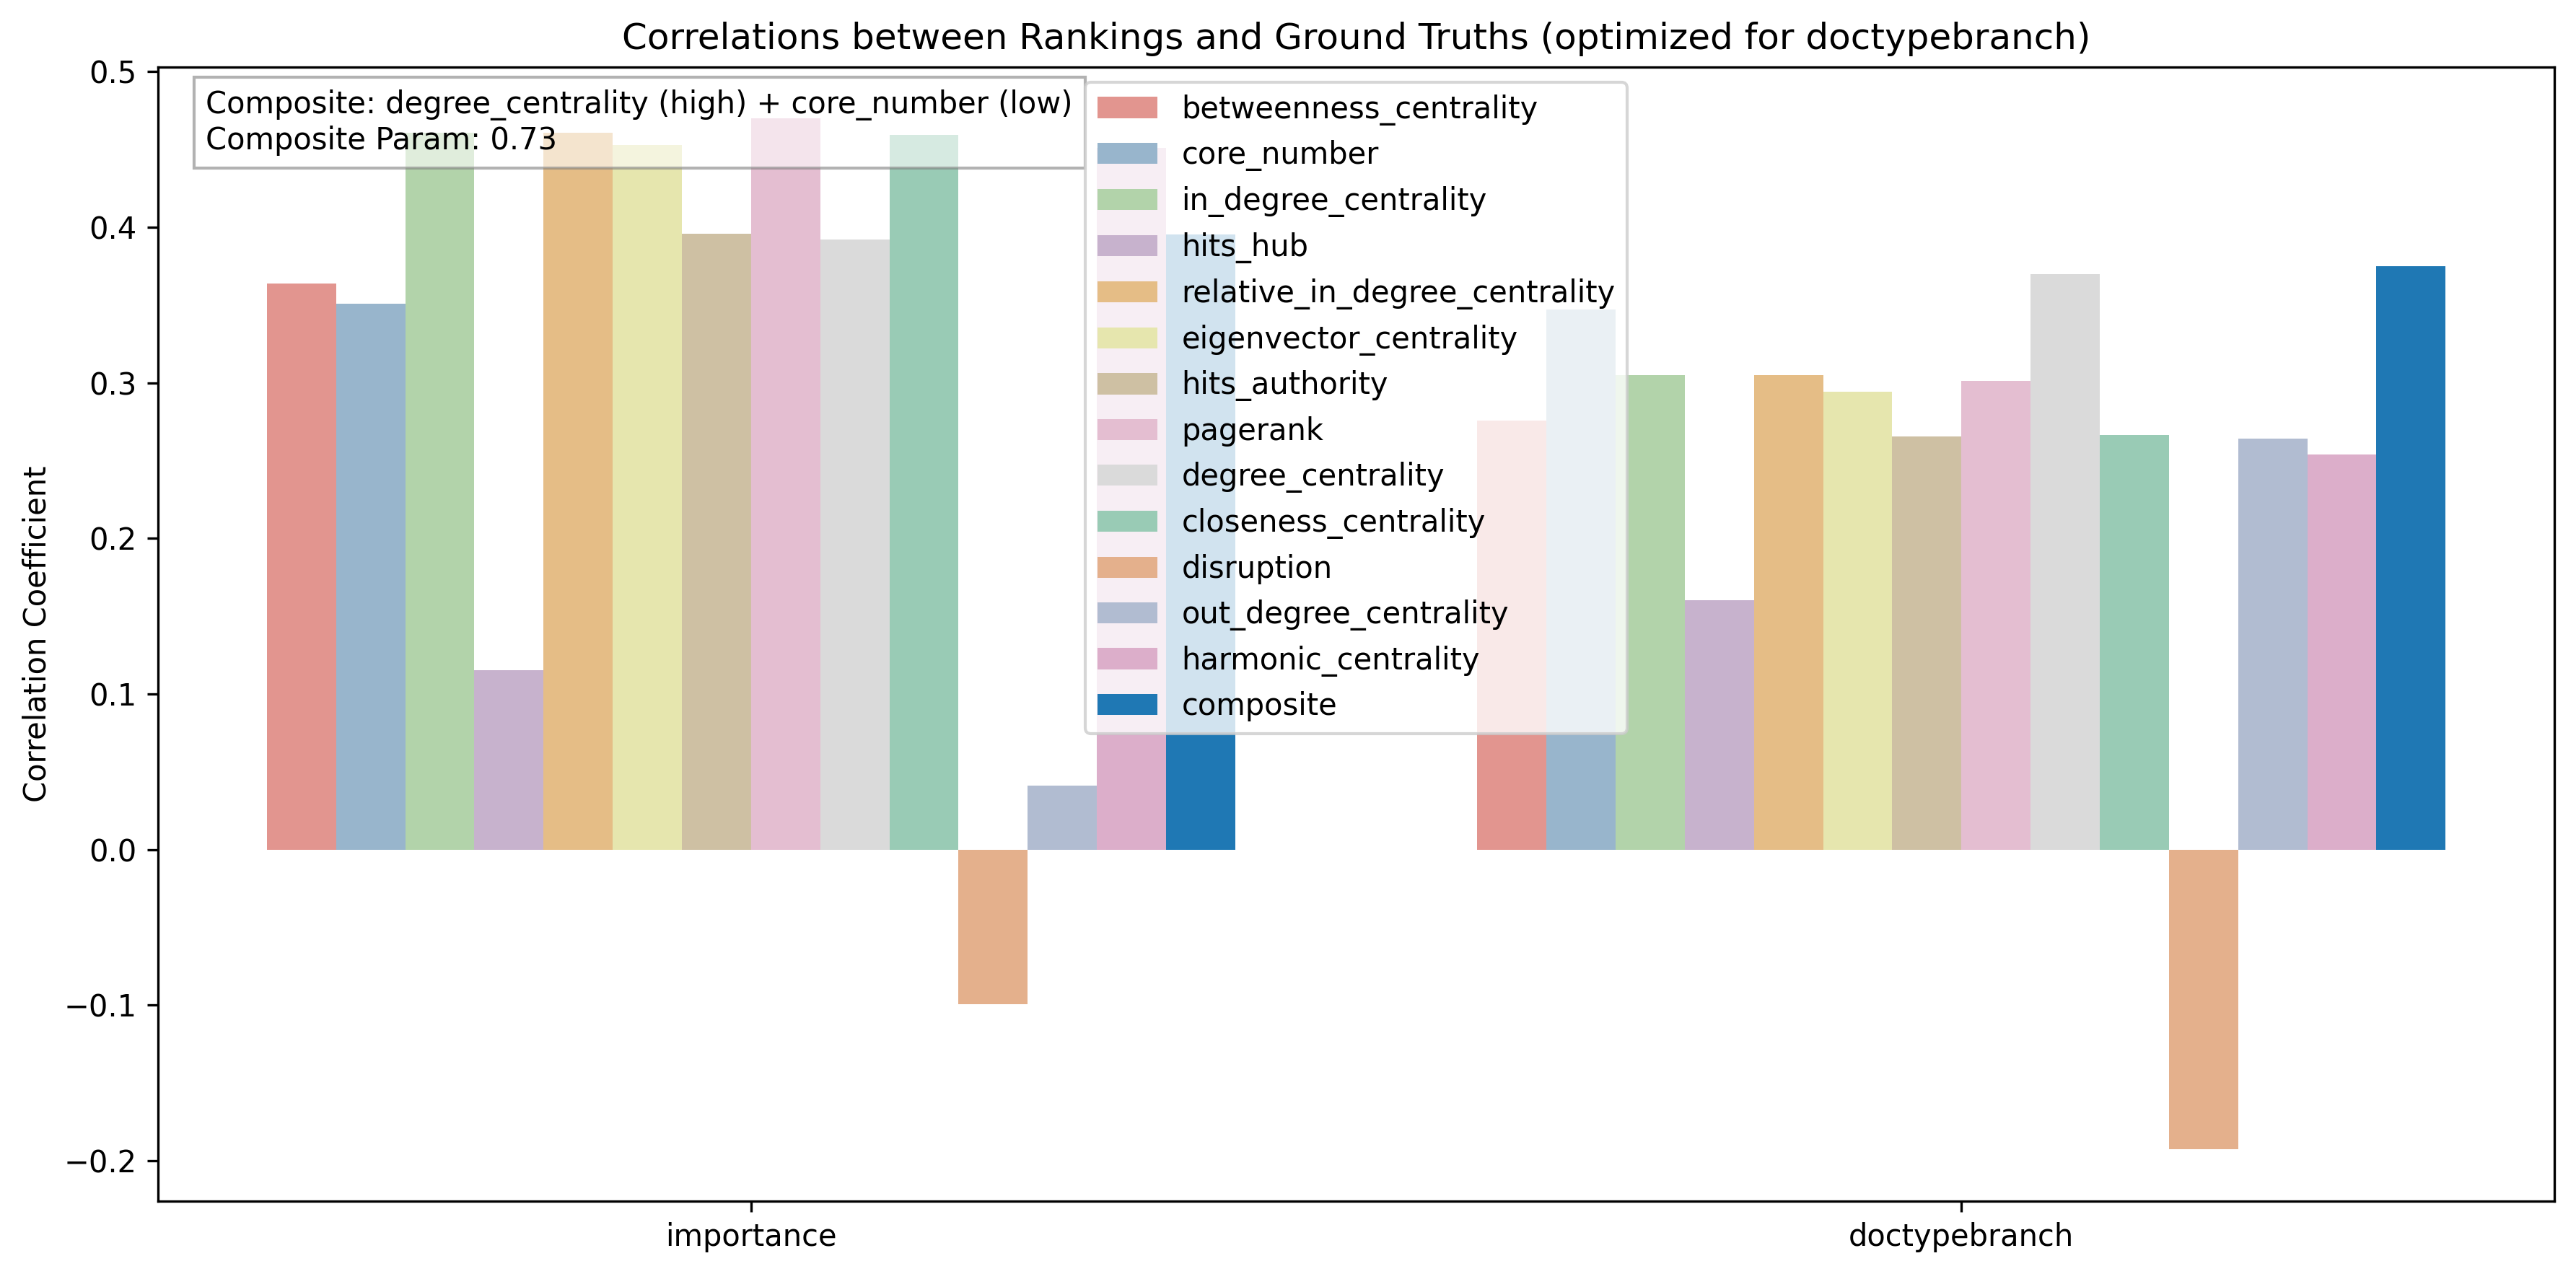 Correlations between Rankings and Ground Truths (optimized for doctypebranch)
Composite: degree_centrality (high) + core_number (low)
Composite Param: 0.73
betweenness_centrality
core_number
in_degree_centrality
hits_hub
relative_in_degree_centrality
eigenvector_centrality
hits_authority
pagerank
degree_centrality
closeness_centrality
disruption
out_degree_centrality
harmonic_centrality
composite
Correlation Coefficient
0.5
0.4
0.3
0.2
0.1
0.0
−0.1
−0.2
importance
doctypebranch